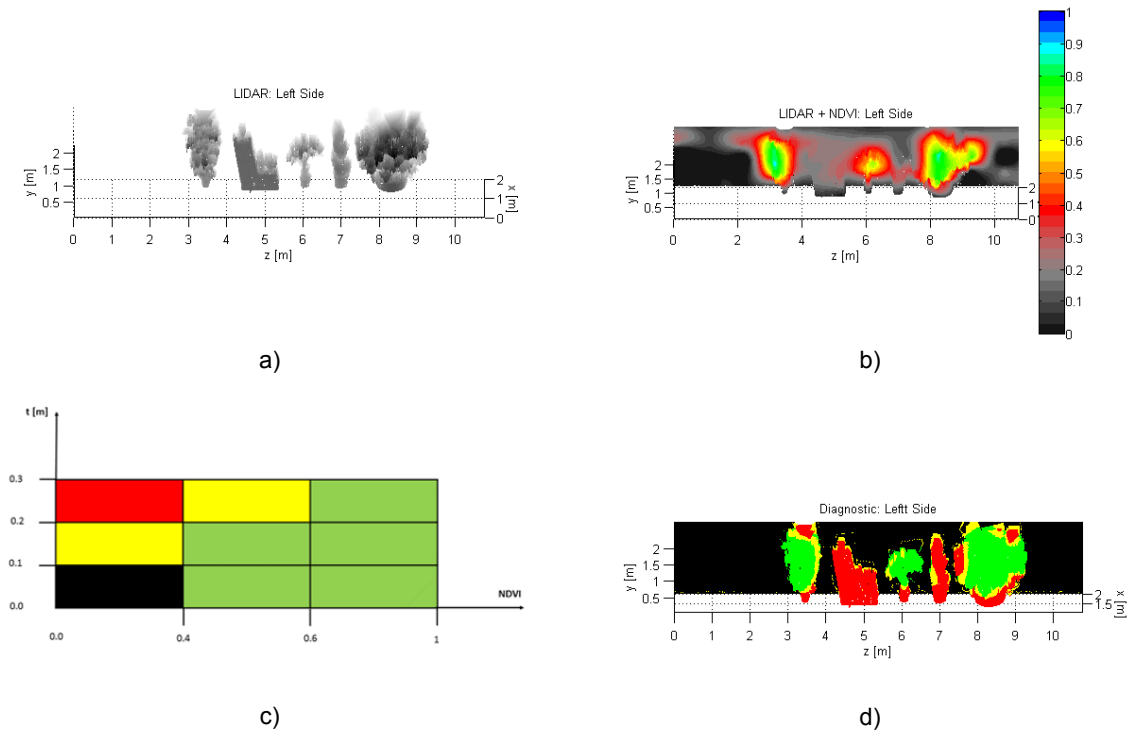 LIDAR: Left Side
y [m]
2
1.5
1
0.5
2
1
0
x [m]
0 1 2 3 4 5 6 7 8 9 10
z [m]
a)
LIDAR + NDVI: Left Side
y [m]
2
1.5
1
0.5
2
1
0
x [m]
0 2 4 6 8 10
z [m]
1
0.9
0.8
0.7
0.6
0.5
0.4
0.3
0.2
0.1
0
b)
t [m]
0.3
0.2
0.1
0.0
NDVI
0.0 0.4 0.6 1
c)
Diagnostic: Leftt Side
y [m]
2
1.5
1
0.5
2
1.5
x [m]
0 1 2 3 4 5 6 7 8 9 10
z [m]
d)